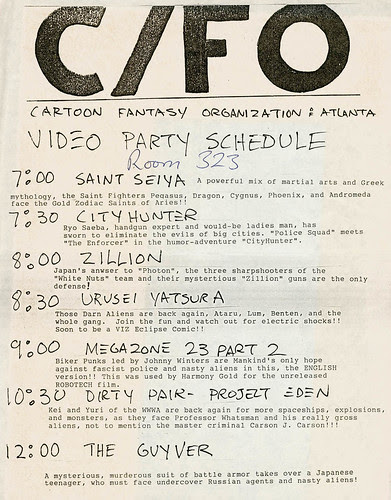 C/FO
CARTOON FANTASY ORGANIZATION: ATLANTA
VIDEO PARTY SCHEDULE
Room 323
7:00 SAINT SEIYA A powerful mix of martial arts and Greek
mythology, the Saint Fighters Pegasus, Dragon, Cygnus, Phoenix, and Andromeda
face the Gold Zodiac Saints of Aries!!
7:30 CITYHUNTER
Ryo Saeba, handgun expert and would-be ladies man, has
sworn to eliminate the evils of big cities. "Police Squad" meets
"The Enforcer" in the humor-adventure "CityHunter".
8:00 ZILLION
Japan's anwser to "Photon", the three sharpshooters of the
"White Nuts" team and their mysterious "Zillion" guns are the only
defense!
8:30 URUSEI YATSURA
Those Darn Aliens are back again, Ataru, Lum, Benten, and the
whole gang. Join the fun and watch out for electric shocks!!
Soon to be a VIZ Eclipse Comic!!
9:00 MEGAZONE 23 PART 2
Biker Punks led by Johnny Winters are Mankind's only hope
against fascist police and nasty aliens in this, the ENGLISH
version!! This was used by Harmony Gold for the unreleased
ROBOTECH film.
10:30 DIRTY PAIR- PROJECT EDEN
Kei and Yuri of the WWWA are back again for more spaceships, explosions,
and monsters, as they face Professor Whatsman and his really gross
aliens, not to mention the master criminal Carson J. Carson!!!
12:00 THE GUYVER
A mysterious, murderous suit of battle armor takes over a Japanese
teenager, who must face undercover Russian agents and nasty aliens!